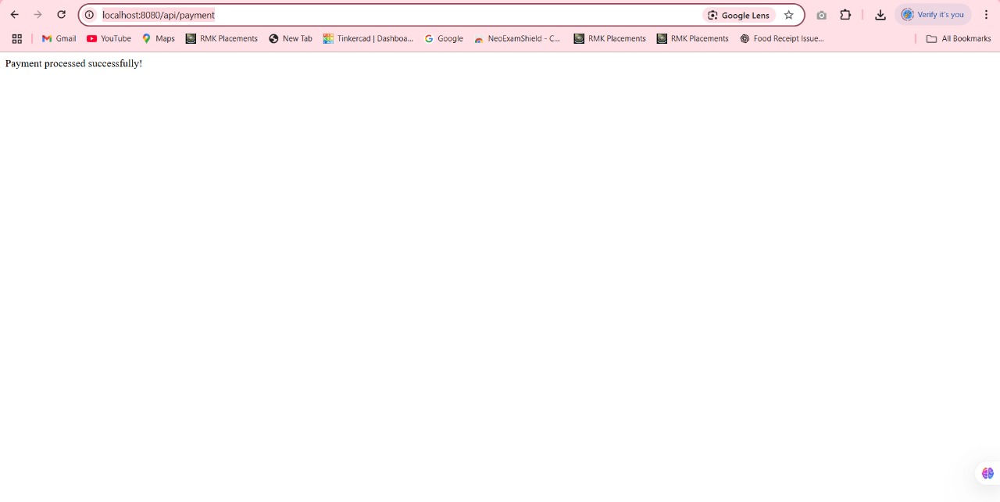 localhost:8080/api/payment
Google Lens
Verify it's you
Gmail
YouTube
Maps
RMK Placements
New Tab
Tinkercad | Dashboa...
Google
NeoExamShield - C...
RMK Placements
RMK Placements
Food Receipt Issue...
All Bookmarks
Payment processed successfully!